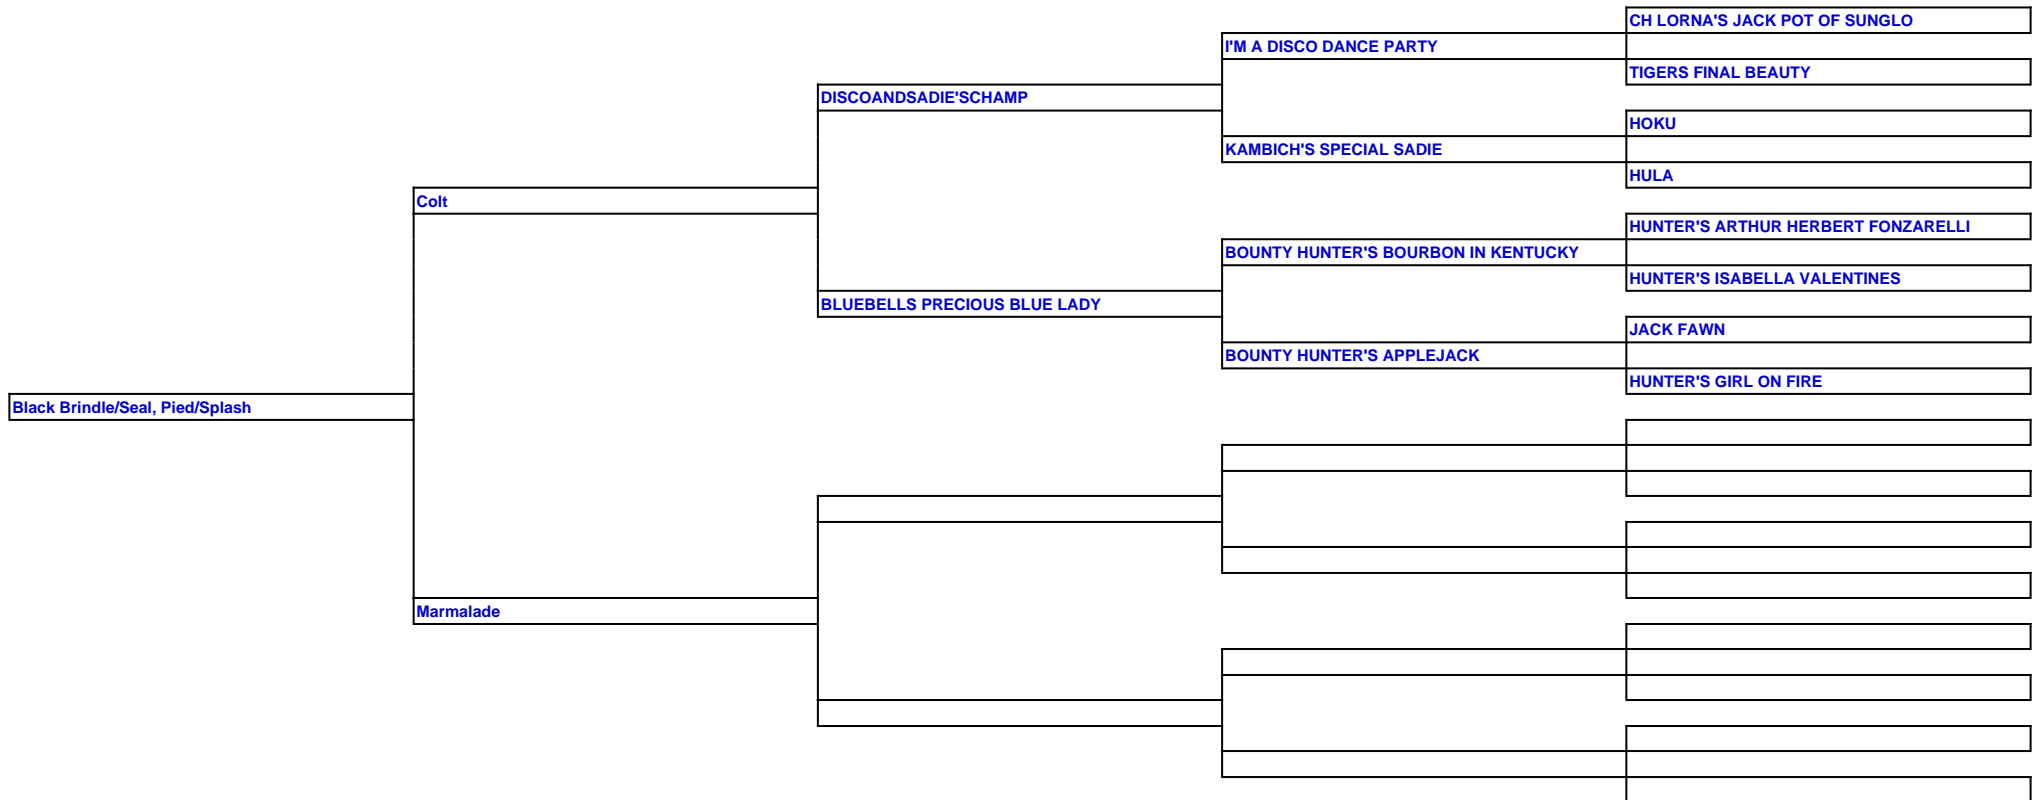 CH LORNA'S JACK POT OF SUNGLO
I'M A DISCO DANCE PARTY
TIGERS FINAL BEAUTY
DISCOANDSADIE'SCHAMP
HOKU
KAMBICH'S SPECIAL SADIE
HULA
Colt
HUNTER'S ARTHUR HERBERT FONZARELLI
BOUNTY HUNTER'S BOURBON IN KENTUCKY
HUNTER'S ISABELLA VALENTINES
BLUEBELLS PRECIOUS BLUE LADY
JACK FAWN
BOUNTY HUNTER'S APPLEJACK
HUNTER'S GIRL ON FIRE
Black Brindle/Seal, Pied/Splash
Marmalade